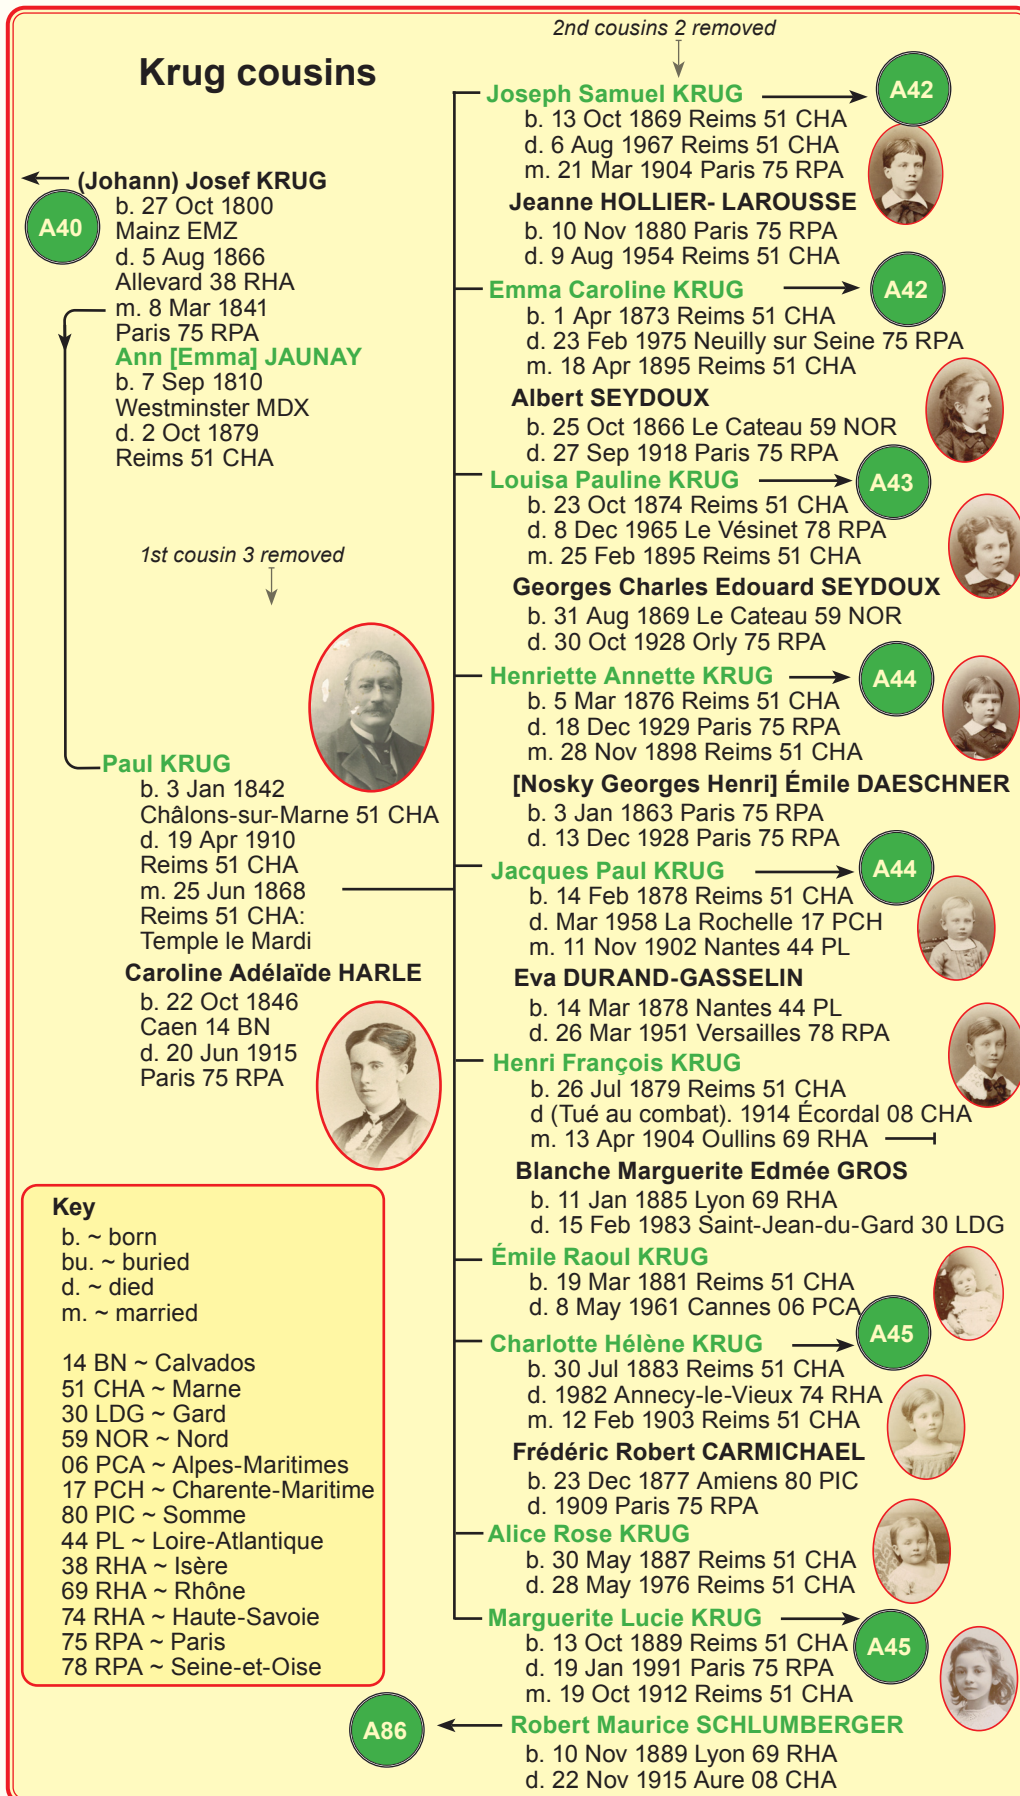 Krug cousins
(Johann) Josef KRUG
A40
b. 27 Oct 1800
Mainz EMZ
d. 5 Aug 1866
Allevard 38 RHA
m. 8 Mar 1841
Paris 75 RPA
Ann [Emma] JAUNAY
b. 7 Sep 1810
Westminster MDX
d. 2 Oct 1879
Reims 51 CHA
1st cousin 3 removed
Paul KRUG
b. 3 Jan 1842
Châlons-sur-Marne 51 CHA
d. 19 Apr 1910
Reims 51 CHA
m. 25 Jun 1868
Reims 51 CHA:
Temple le Mardi
Caroline Adélaïde HARLE
b. 22 Oct 1846
Caen 14 BN
d. 20 Jun 1915
Paris 75 RPA
2nd cousins 2 removed
Joseph Samuel KRUG
A42
b. 13 Oct 1869 Reims 51 CHA
d. 6 Aug 1967 Reims 51 CHA
m. 21 Mar 1904 Paris 75 RPA
Jeanne HOLLIER- LAROUSSE
b. 10 Nov 1880 Paris 75 RPA
d. 9 Aug 1954 Reims 51 CHA
Emma Caroline KRUG
A42
b. 1 Apr 1873 Reims 51 CHA
d. 23 Feb 1975 Neuilly sur Seine 75 RPA
m. 18 Apr 1895 Reims 51 CHA
Albert SEYDOUX
b. 25 Oct 1866 Le Cateau 59 NOR
d. 27 Sep 1918 Paris 75 RPA
Louisa Pauline KRUG
A43
b. 23 Oct 1874 Reims 51 CHA
d. 8 Dec 1965 Le Vésinet 78 RPA
m. 25 Feb 1895 Reims 51 CHA
Georges Charles Edouard SEYDOUX
b. 31 Aug 1869 Le Cateau 59 NOR
d. 30 Oct 1928 Orly 75 RPA
Henriette Annette KRUG
A44
b. 5 Mar 1876 Reims 51 CHA
d. 18 Dec 1929 Paris 75 RPA
m. 28 Nov 1898 Reims 51 CHA
[Nosky Georges Henri] Émile DAESCHNER
b. 3 Jan 1863 Paris 75 RPA
d. 13 Dec 1928 Paris 75 RPA
Jacques Paul KRUG
A44
b. 14 Feb 1878 Reims 51 CHA
d. Mar 1958 La Rochelle 17 PCH
m. 11 Nov 1902 Nantes 44 PL
Eva DURAND-GASSELIN
b. 14 Mar 1878 Nantes 44 PL
d. 26 Mar 1951 Versailles 78 RPA
Henri François KRUG
b. 26 Jul 1879 Reims 51 CHA
d (Tué au combat). 1914 Écordal 08 CHA
m. 13 Apr 1904 Oullins 69 RHA
Blanche Marguerite Edmée GROS
b. 11 Jan 1885 Lyon 69 RHA
d. 15 Feb 1983 Saint-Jean-du-Gard 30 LDG
Émile Raoul KRUG
b. 19 Mar 1881 Reims 51 CHA
d. 8 May 1961 Cannes 06 PCA
Charlotte Hélène KRUG
A45
b. 30 Jul 1883 Reims 51 CHA
d. 1982 Annecy-le-Vieux 74 RHA
m. 12 Feb 1903 Reims 51 CHA
Frédéric Robert CARMICHAEL
b. 23 Dec 1877 Amiens 80 PIC
d. 1909 Paris 75 RPA
Alice Rose KRUG
b. 30 May 1887 Reims 51 CHA
d. 28 May 1976 Reims 51 CHA
Marguerite Lucie KRUG
A45
b. 13 Oct 1889 Reims 51 CHA
d. 19 Jan 1991 Paris 75 RPA
m. 19 Oct 1912 Reims 51 CHA
A86
Robert Maurice SCHLUMBERGER
b. 10 Nov 1889 Lyon 69 RHA
d. 22 Nov 1915 Aure 08 CHA
Key
b. ~ born
bu. ~ buried
d. ~ died
m. ~ married
14 BN ~ Calvados
51 CHA ~ Marne
30 LDG ~ Gard
59 NOR ~ Nord
06 PCA ~ Alpes-Maritimes
17 PCH ~ Charente-Maritime
80 PIC ~ Somme
44 PL ~ Loire-Atlantique
38 RHA ~ Isère
69 RHA ~ Rhône
74 RHA ~ Haute-Savoie
75 RPA ~ Paris
78 RPA ~ Seine-et-Oise